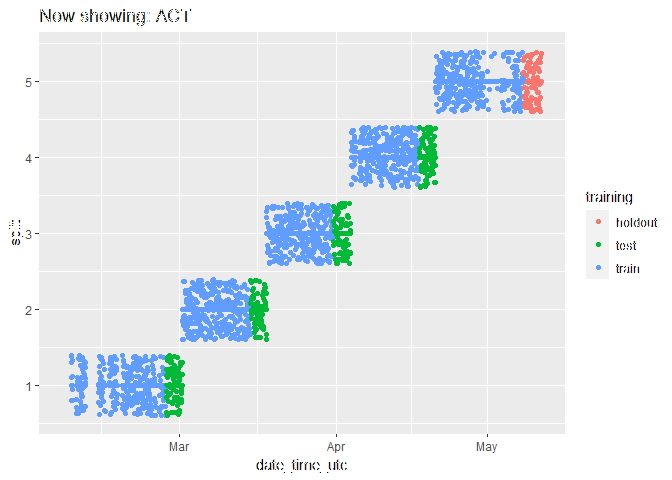 Now showing: ACT
5
4
3
2
1
split
Mar
Apr
May
date_time_utc
training
holdout
test
train